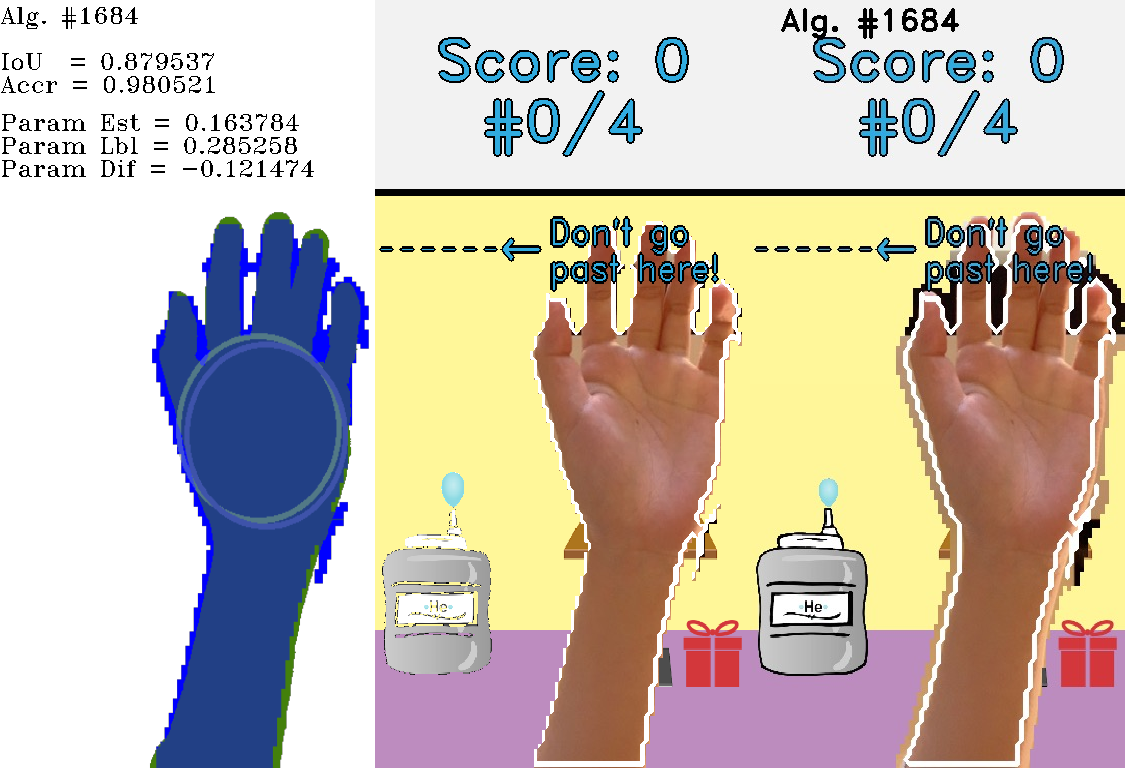 Alg. #1684
IoU = 0.879537
Accr = 0.980521
Param Est = 0.163784
Param Lbl = 0.285258
Param Dif = −0.121474
Score: 0
#0/4
------← Don't go
past here!
He
Alg. #1684
Score: 0
#0/4
------← Don't go
past here!
He